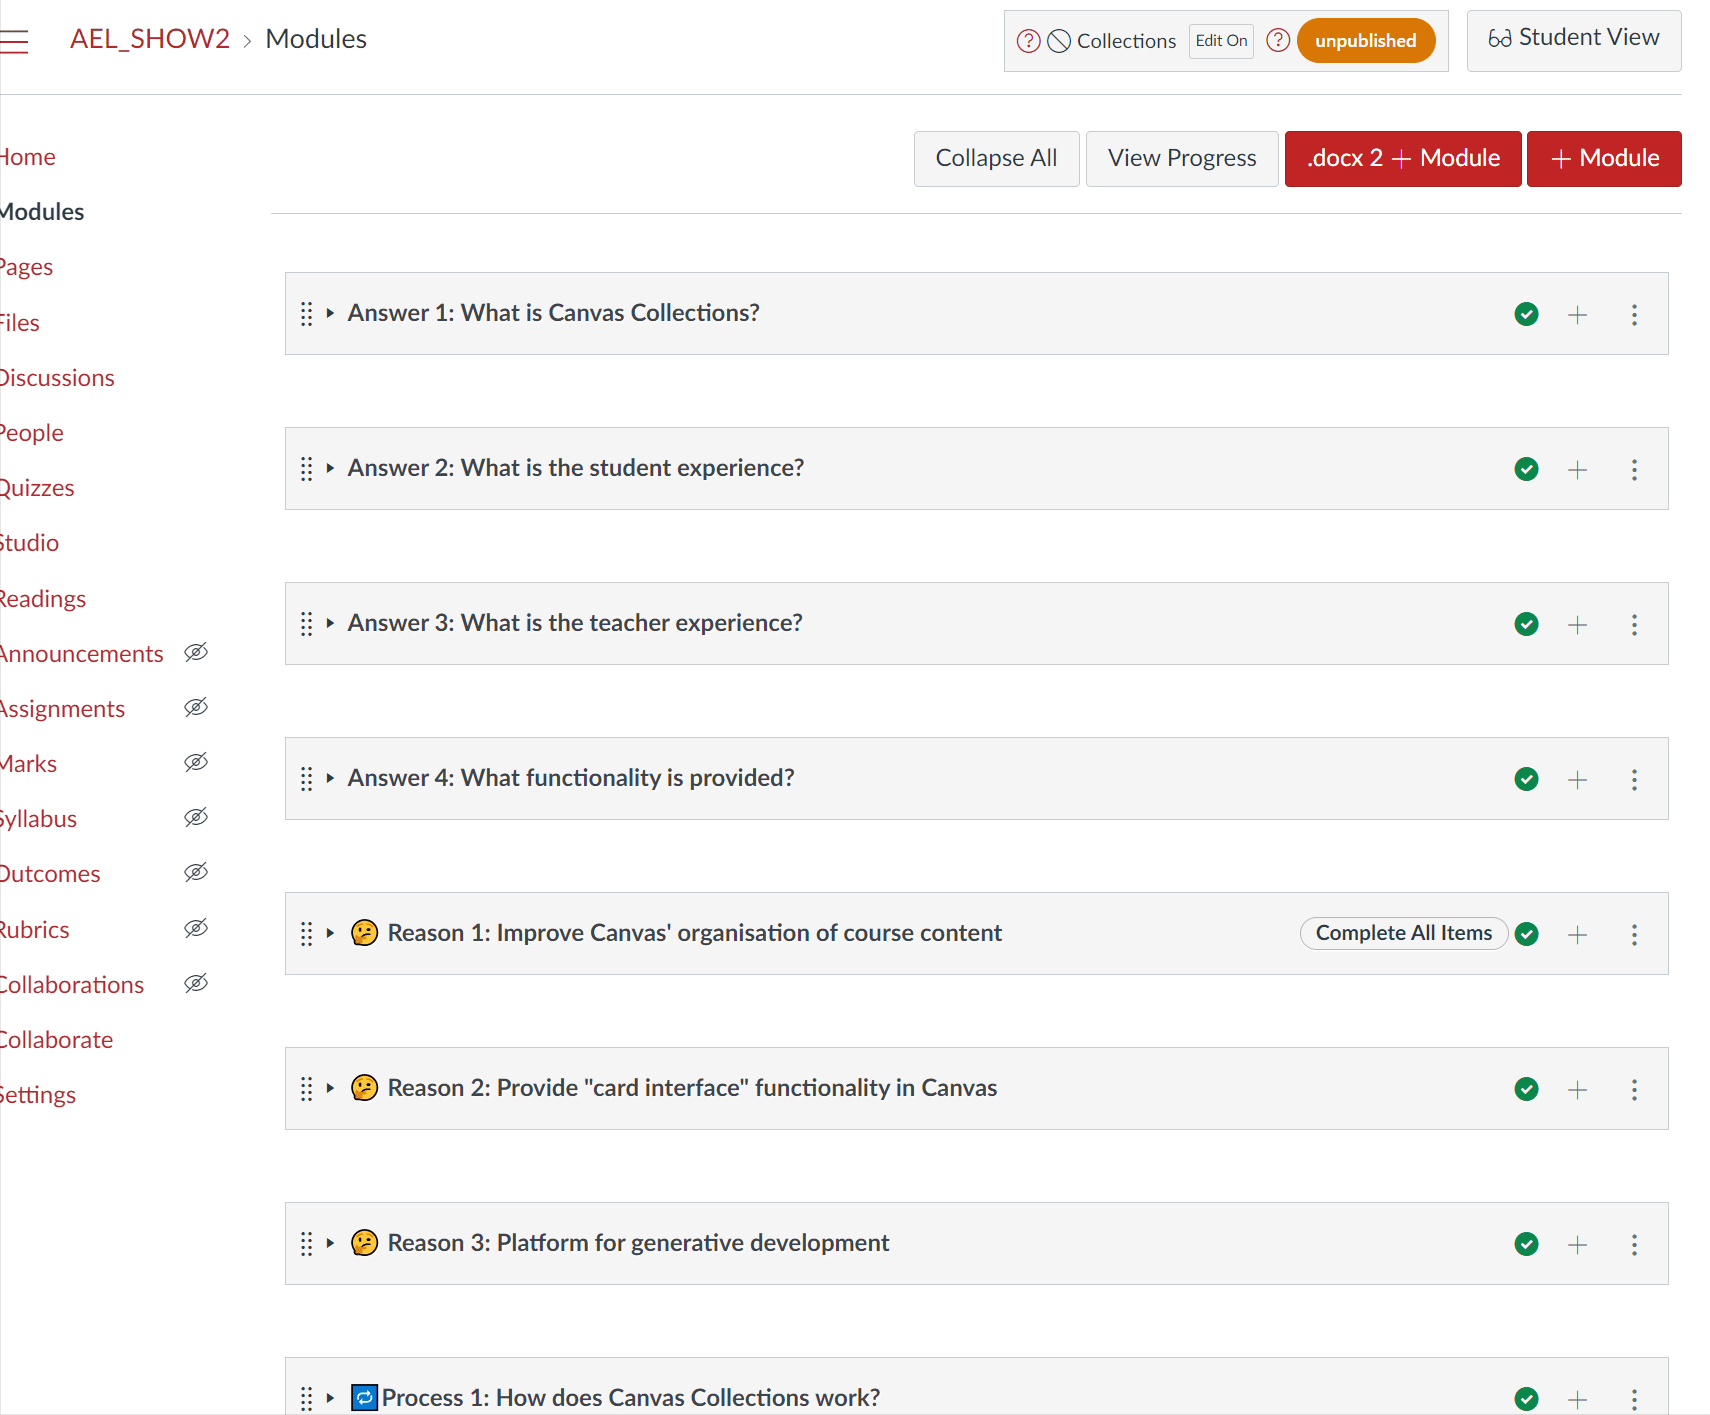 AEL_SHOW2 › Modules
Collections Edit On unpublished
Student View
Collapse All View Progress .docx 2 + Module + Module
Home
Modules
Pages
Files
Discussions
People
Quizzes
Studio
Readings
Announcements
Assignments
Marks
Syllabus
Outcomes
Rubrics
Collaborations
Collaborate
Settings
Answer 1: What is Canvas Collections?
Answer 2: What is the student experience?
Answer 3: What is the teacher experience?
Answer 4: What functionality is provided?
🤔 Reason 1: Improve Canvas' organisation of course content Complete All Items
🤔 Reason 2: Provide "card interface" functionality in Canvas
🤔 Reason 3: Platform for generative development
🔁 Process 1: How does Canvas Collections work?